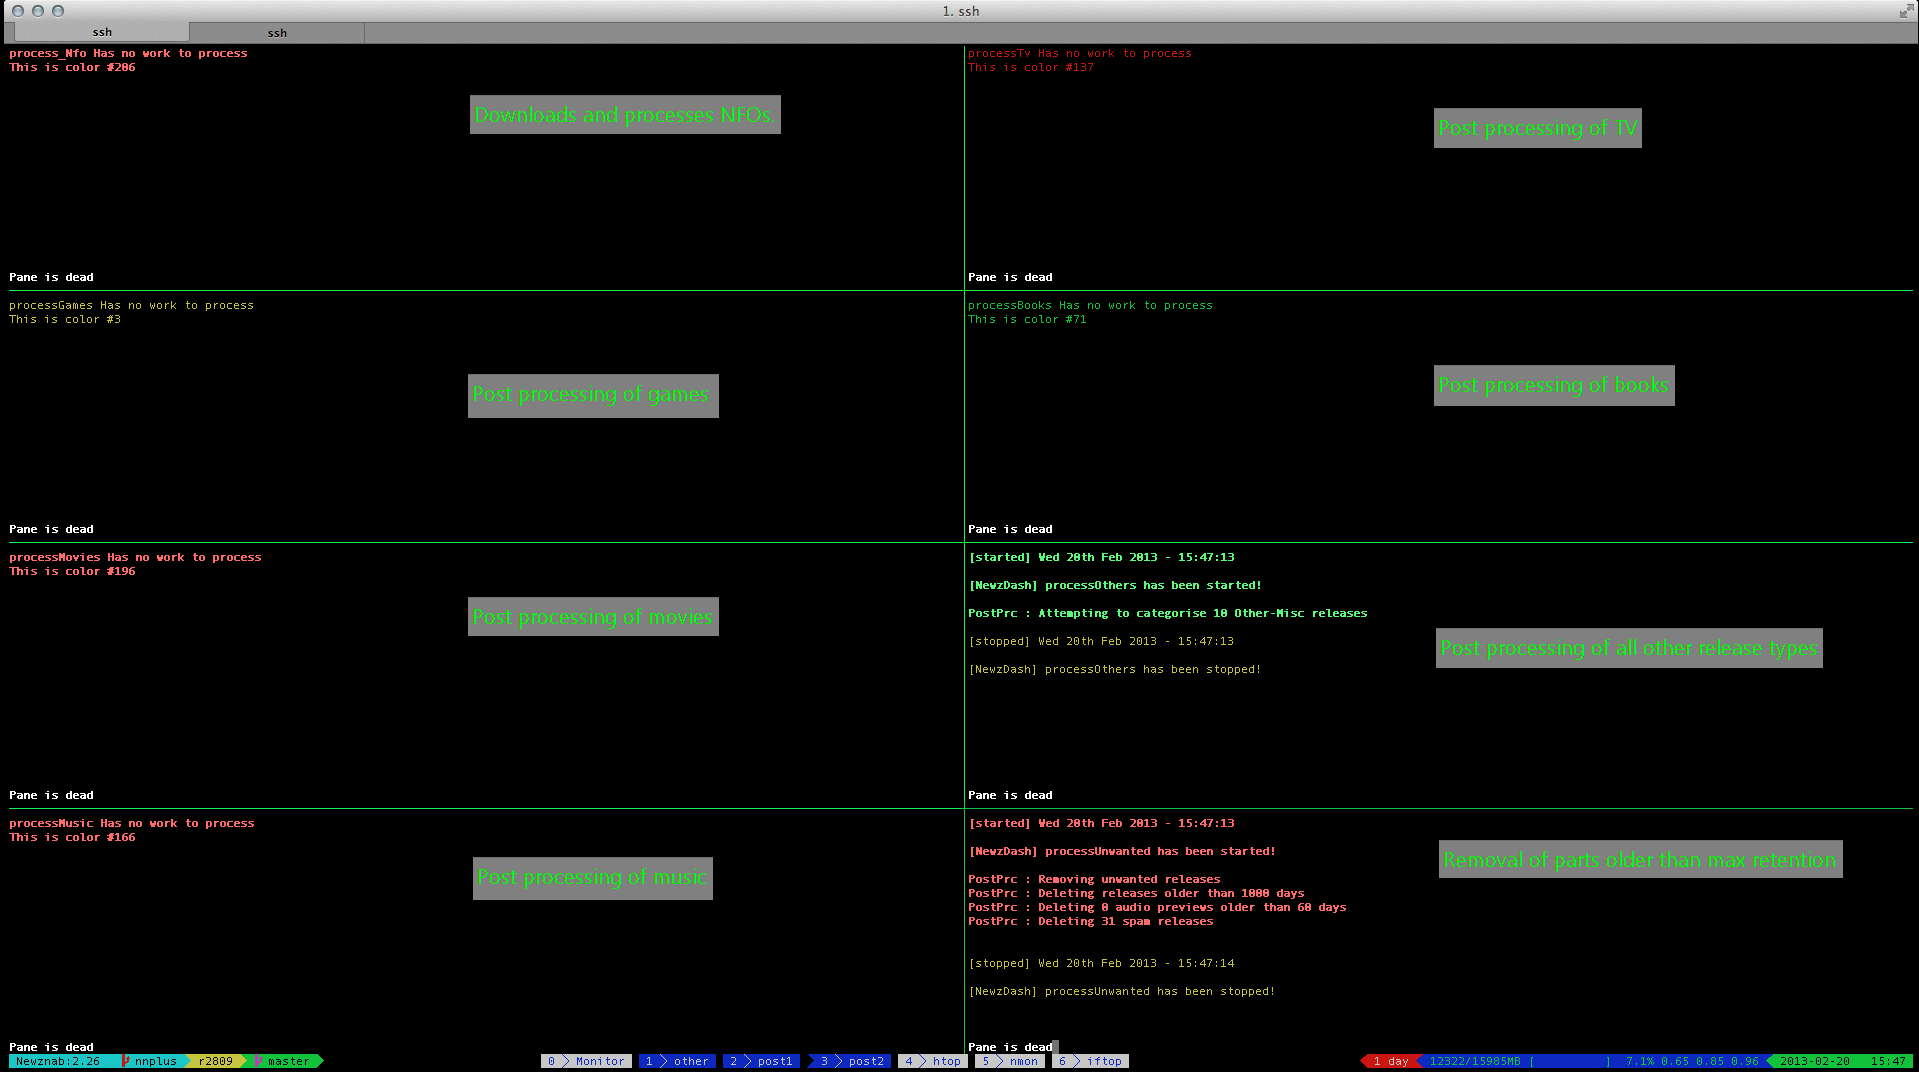 1. ssh
ssh
ssh
process_Nfo Has no work to process
This is color #206
Downloads and processes NFOs.
Pane is dead
processTv Has no work to process
This is color #137
Post processing of TV
Pane is dead
processGames Has no work to process
This is color #3
Post processing of games
Pane is dead
processBooks Has no work to process
This is color #71
Post processing of books
Pane is dead
processMovies Has no work to process
This is color #196
Post processing of movies
Pane is dead
[started] Wed 20th Feb 2013 - 15:47:13
[NewzDash] processOthers has been started!
PostPrc : Attempting to categorise 10 Other-Misc releases
[stopped] Wed 20th Feb 2013 - 15:47:13
Post processing of all other release types
[NewzDash] processOthers has been stopped!
Pane is dead
processMusic Has no work to process
This is color #166
Post processing of music
Pane is dead
[started] Wed 20th Feb 2013 - 15:47:13
[NewzDash] processUnwanted has been started!
Removal of parts older than max retention
PostPrc : Removing unwanted releases
PostPrc : Deleting releases older than 1000 days
PostPrc : Deleting 0 audio previews older than 60 days
PostPrc : Deleting 31 spam releases
[stopped] Wed 20th Feb 2013 - 15:47:14
[NewzDash] processUnwanted has been stopped!
Pane is dead
Newznab:2.26 nnplus r2809 master 0 Monitor 1 other 2 post1 3 post2 4 htop 5 nmon 6 iftop 1 day 12322/15985MB [ ] 7.1% 0.65 0.85 0.96 2013-02-20 15:47